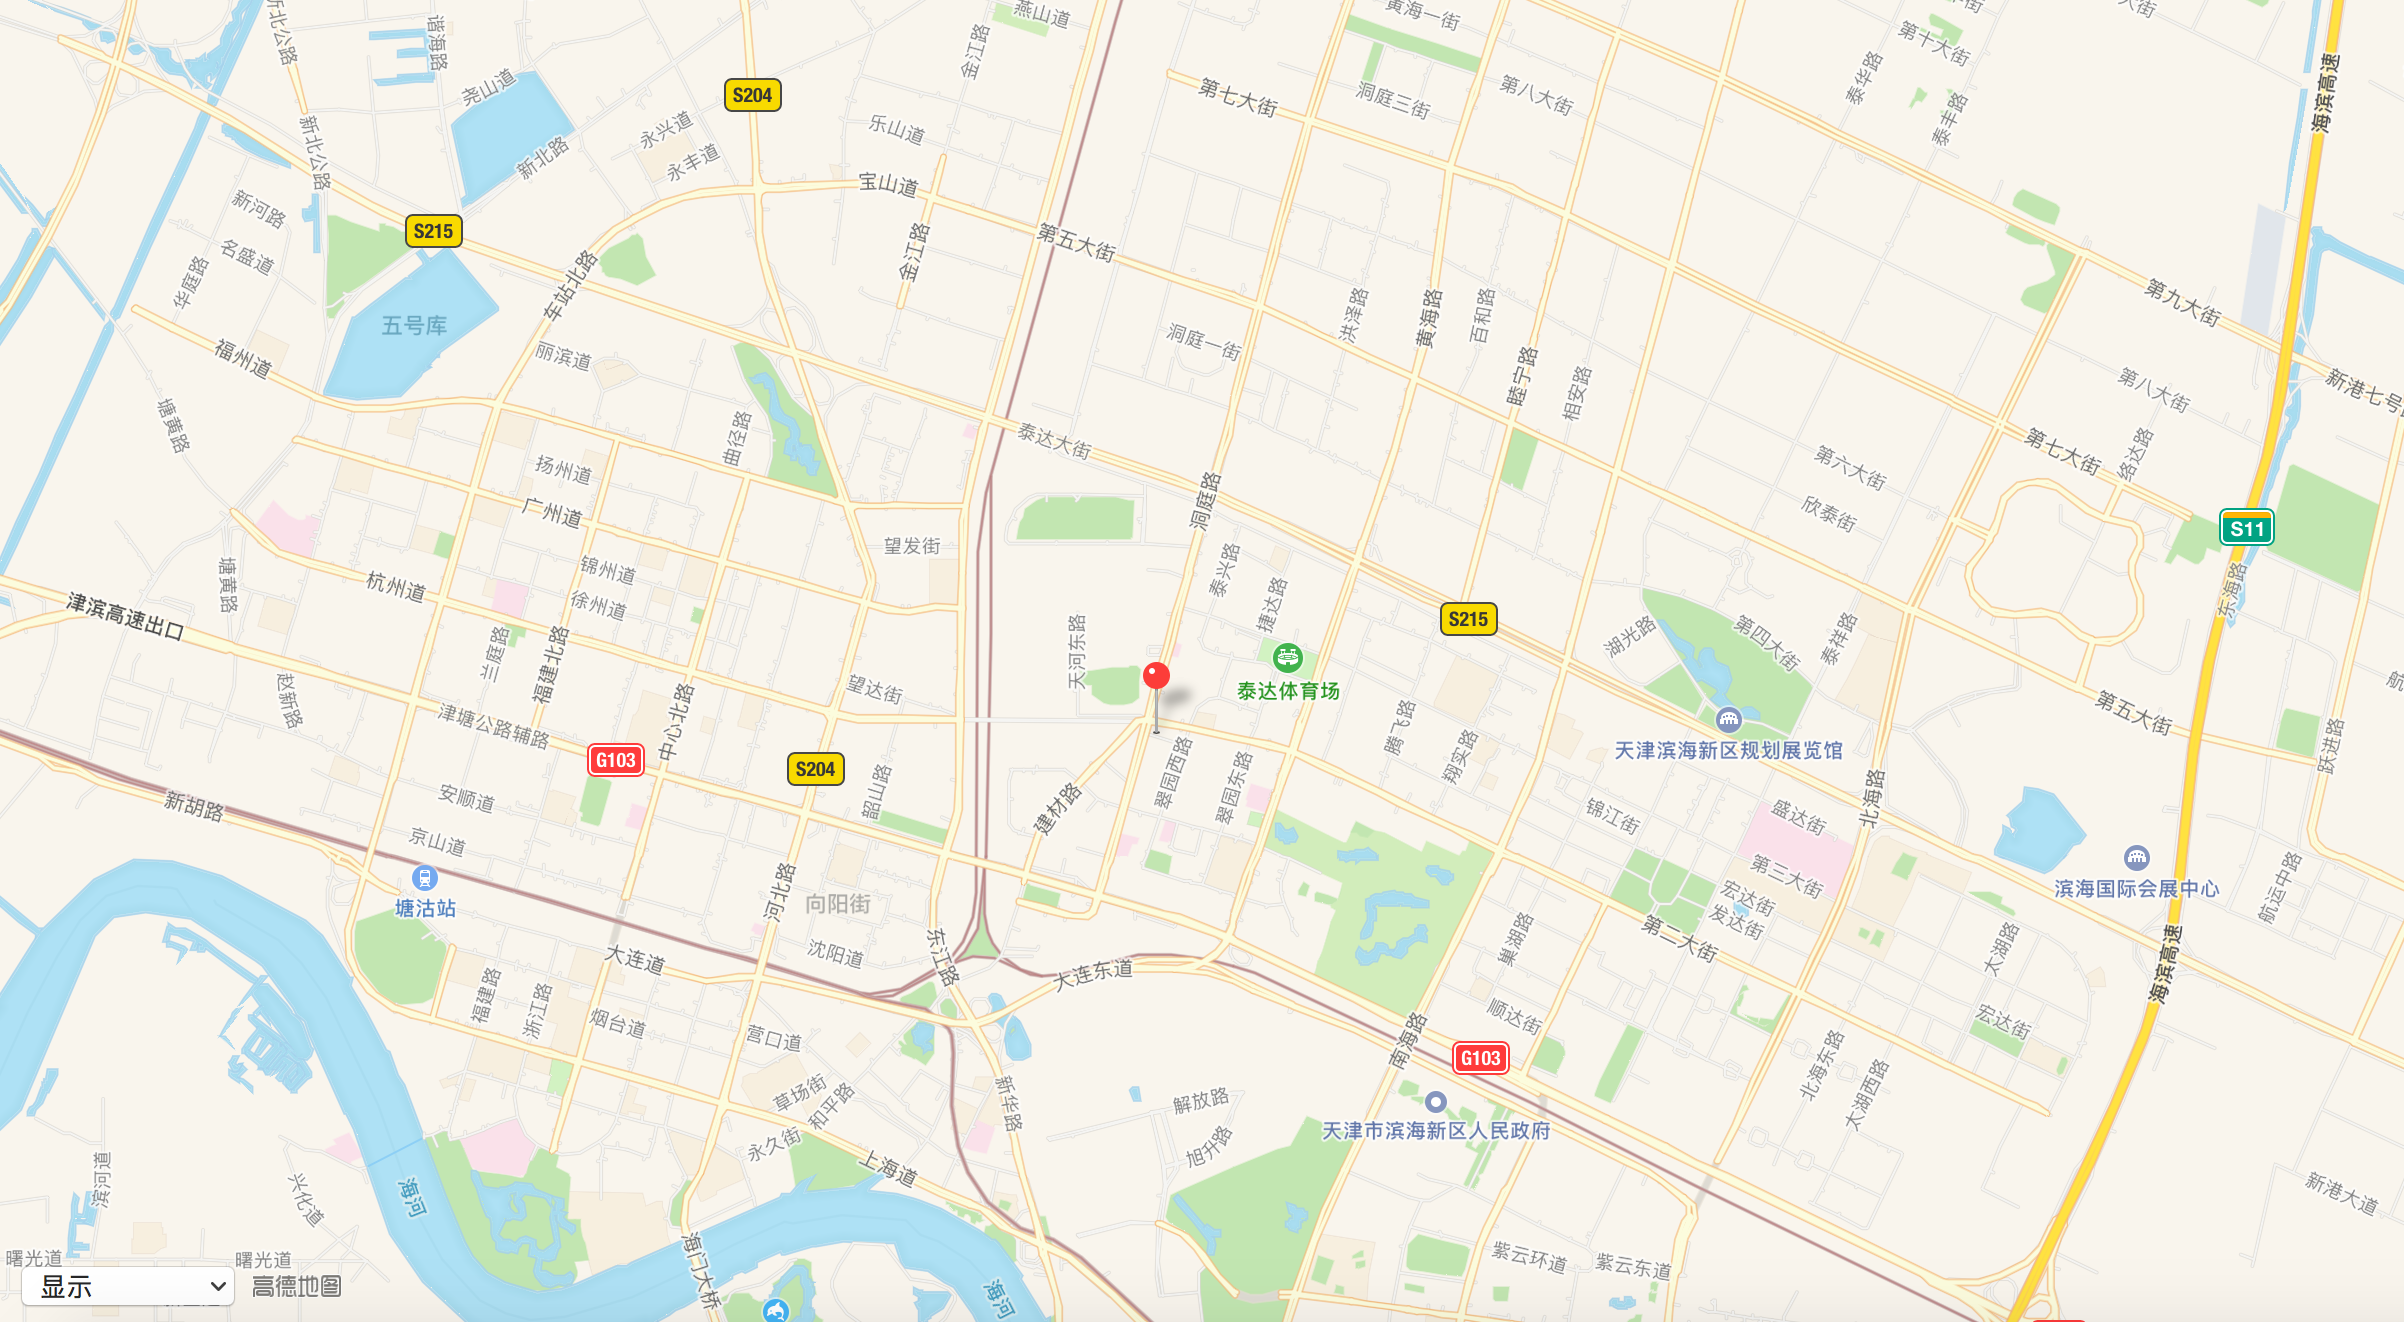 燕山道
黄海一街
新北公路
谐海路
金江路
第十大街
泰华路
海滨高速
尧山道
S204
第七大街
洞庭三街
第八大街
泰丰路
新北公路
新北路
永兴道
永丰道
乐山道
宝山道
新河路
S215
名盛道
华庭路
车站北路
金江路
第五大街
五号库
洞庭一街
洪泽路
黄海路
百和路
睦宁路
相安路
第九大街
福州道
丽滨道
第八大街
新港七号
塘黄路
曲径路
泰达大街
第七大街
络达路
扬州道
第六大街
广州道
洞庭路
欣泰街
S11
望发街
锦州道
泰兴路
捷达路
塘黄路
杭州道
徐州道
津滨高速出口
S215
东海路
天河东路
湖光路
第四大街
泰祥路
兰庭路
福建北路
泰达体育场
望达街
赵新路
中心北路
津塘公路辅路
第五大街
腾飞路
翔实路
天津滨海新区规划展览馆
跃进路
G103
S204
翠园西路
翠园东路
新胡路
安顺道
韶山路
建材路
锦江街
盛达街
北海路
京山道
塘沽站
河北路
向阳街
第三大街
宏达街
发达街
滨海国际会展中心
航运中路
大连道
沈阳道
东江路
大连东道
巢湖路
第二大街
太湖路
海滨高速
福建路
浙江路
烟台道
营口道
顺达街
宏达街
南海路
G103
北海东路
太湖西路
草场街
和平路
新华路
解放路
天津市滨海新区人民政府
永久街
旭升路
上海道
滨河道
兴化道
海河
新港大道
曙光道
曙光道
海门大桥
海河
紫云环道
紫云东道
显示
高德地图